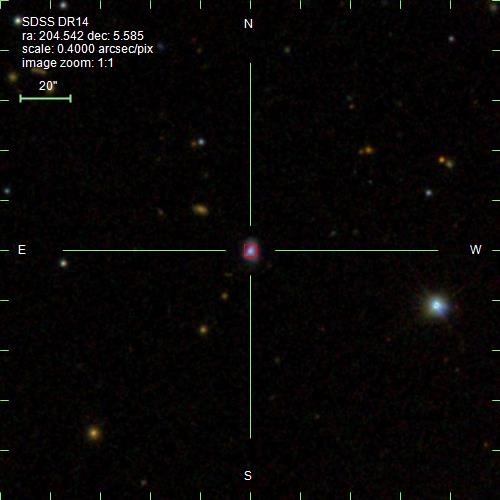 SDSS DR14
ra: 204.542 dec: 5.585
scale: 0.4000 arcsec/pix
image zoom: 1:1
20"
N
E
W
S